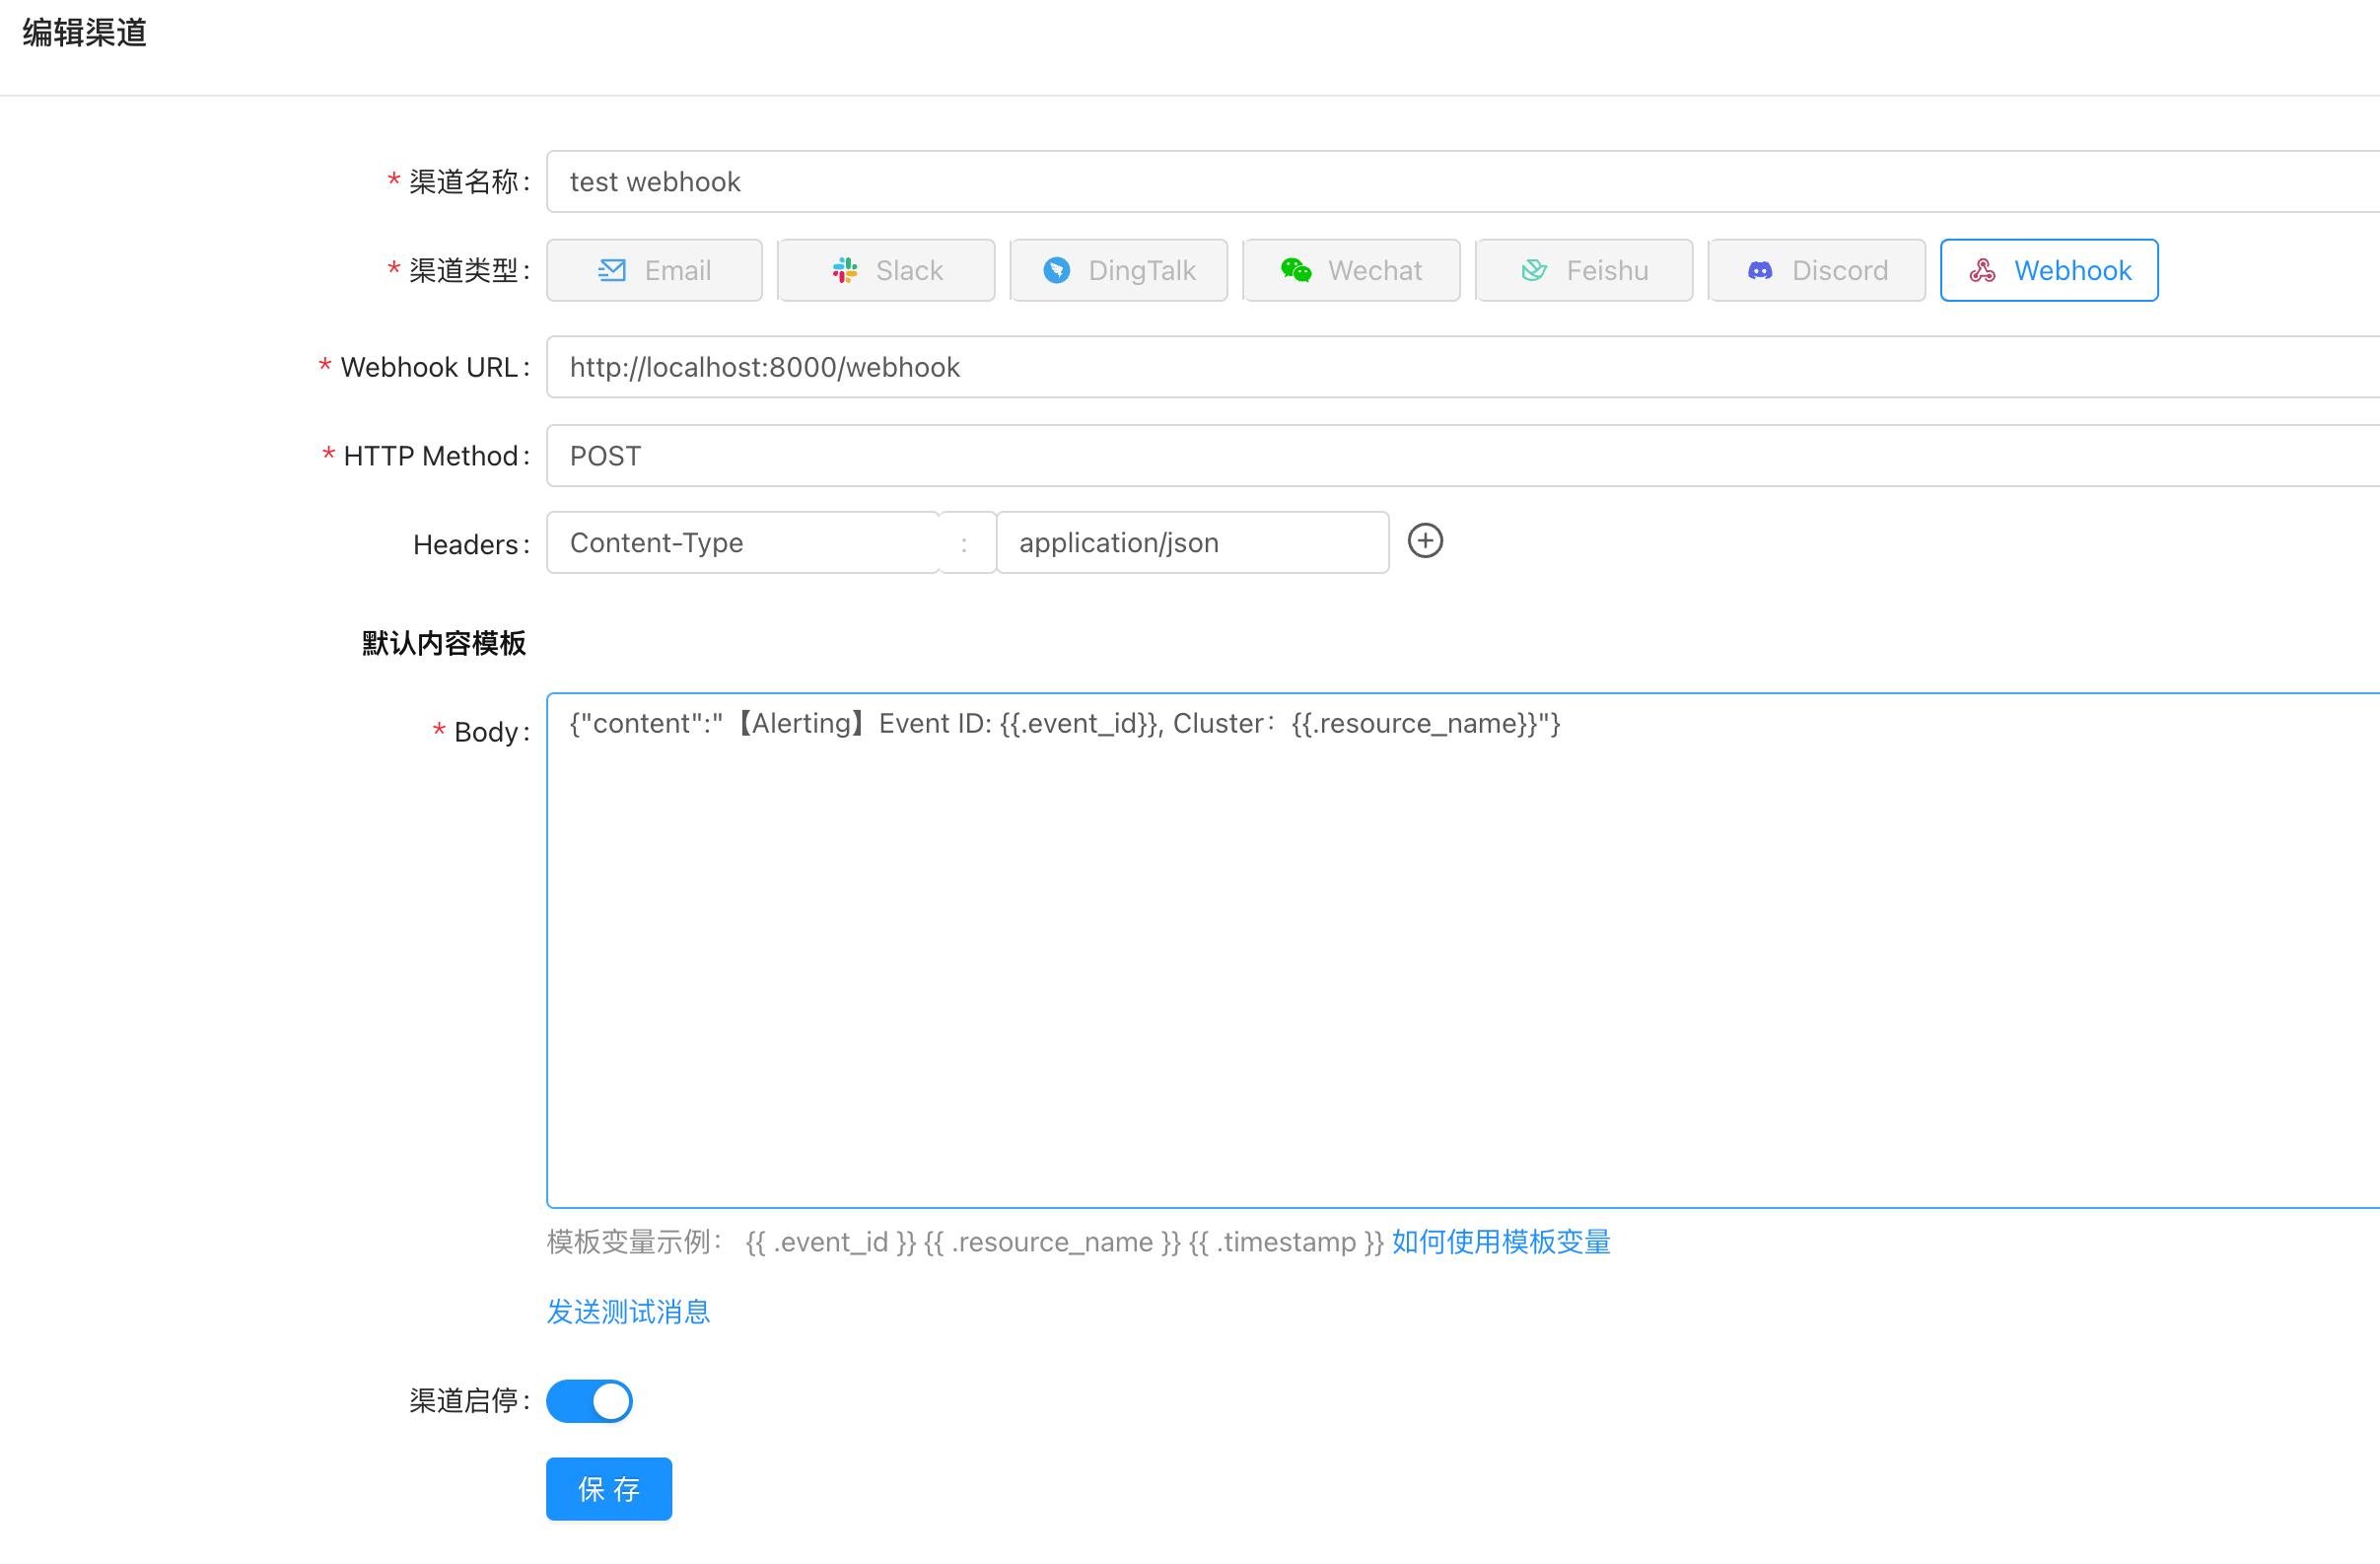 编辑渠道
* 渠道名称: test webhook
* 渠道类型: Email Slack DingTalk Wechat Feishu Discord Webhook
* Webhook URL: http://localhost:8000/webhook
* HTTP Method: POST
Headers: Content-Type : application/json
默认内容模板
* Body: {"content":"【Alerting】Event ID: {{.event_id}}, Cluster：{{.resource_name}}"}
模板变量示例： {{ .event_id }} {{ .resource_name }} {{ .timestamp }} 如何使用模板变量
发送测试消息
渠道启停:
保 存